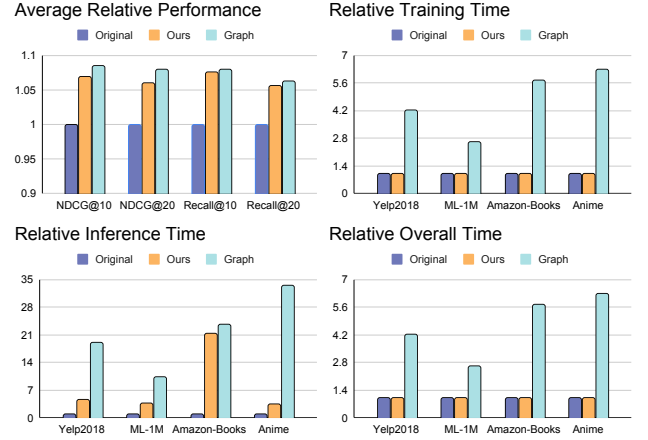 Average Relative Performance
Original Ours Graph
1.1
1.05
1
0.95
0.9
NDCG@10 NDCG@20 Recall@10 Recall@20
Relative Training Time
Original Ours Graph
7
5.6
4.2
2.8
1.4
0
Yelp2018 ML-1M Amazon-Books Anime
Relative Inference Time
Original Ours Graph
35
28
21
14
7
0
Yelp2018 ML-1M Amazon-Books Anime
Relative Overall Time
Original Ours Graph
7
5.6
4.2
2.8
1.4
0
Yelp2018 ML-1M Amazon-Books Anime